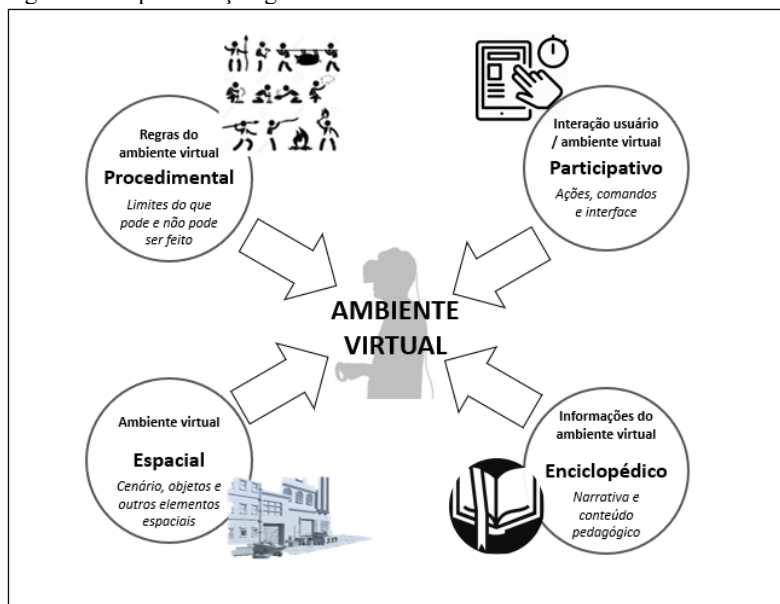 Regras do
ambiente virtual
Procedimental
Limites do que
pode e não pode
ser feito
Interação usuário
/ ambiente virtual
Participativo
Ações, comandos
e interface
AMBIENTE
VIRTUAL
Ambiente virtual
Espacial
Cenário, objetos e
outros elementos
espaciais
Informações do
ambiente virtual
Enciclopédico
Narrativa e
conteúdo
pedagógico